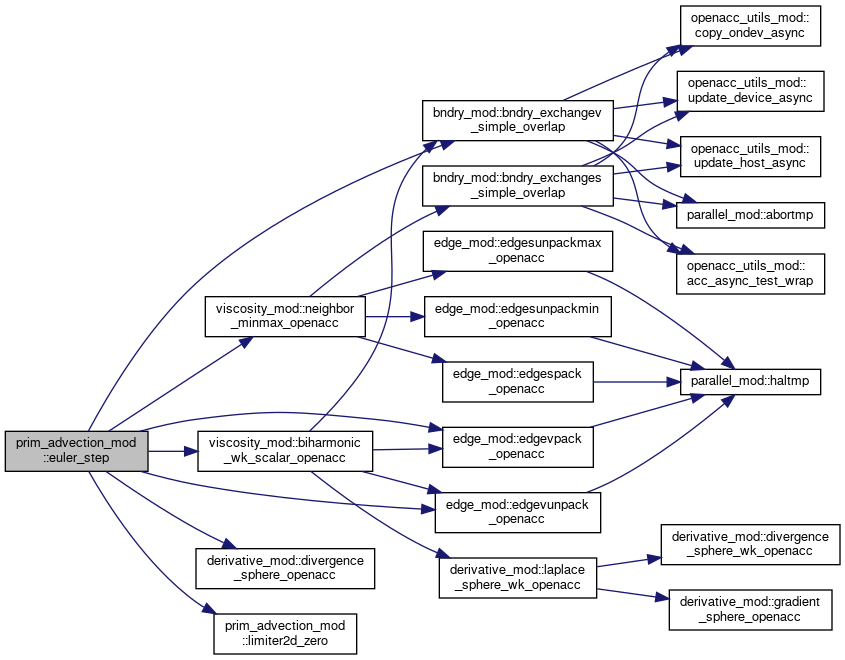 openacc_utils_mod::
copy_ondev_async
openacc_utils_mod::
update_device_async
bndry_mod::bndry_exchangev
_simple_overlap
openacc_utils_mod::
update_host_async
bndry_mod::bndry_exchanges
_simple_overlap
parallel_mod::abortmp
edge_mod::edgesunpackmax
_openacc
openacc_utils_mod::
acc_async_test_wrap
viscosity_mod::neighbor
_minmax_openacc
edge_mod::edgesunpackmin
_openacc
edge_mod::edgespack
_openacc
parallel_mod::haltmp
prim_advection_mod
::euler_step
viscosity_mod::biharmonic
_wk_scalar_openacc
edge_mod::edgevpack
_openacc
edge_mod::edgevunpack
_openacc
derivative_mod::divergence
_sphere_wk_openacc
derivative_mod::divergence
_sphere_openacc
derivative_mod::laplace
_sphere_wk_openacc
derivative_mod::gradient
_sphere_openacc
prim_advection_mod
::limiter2d_zero